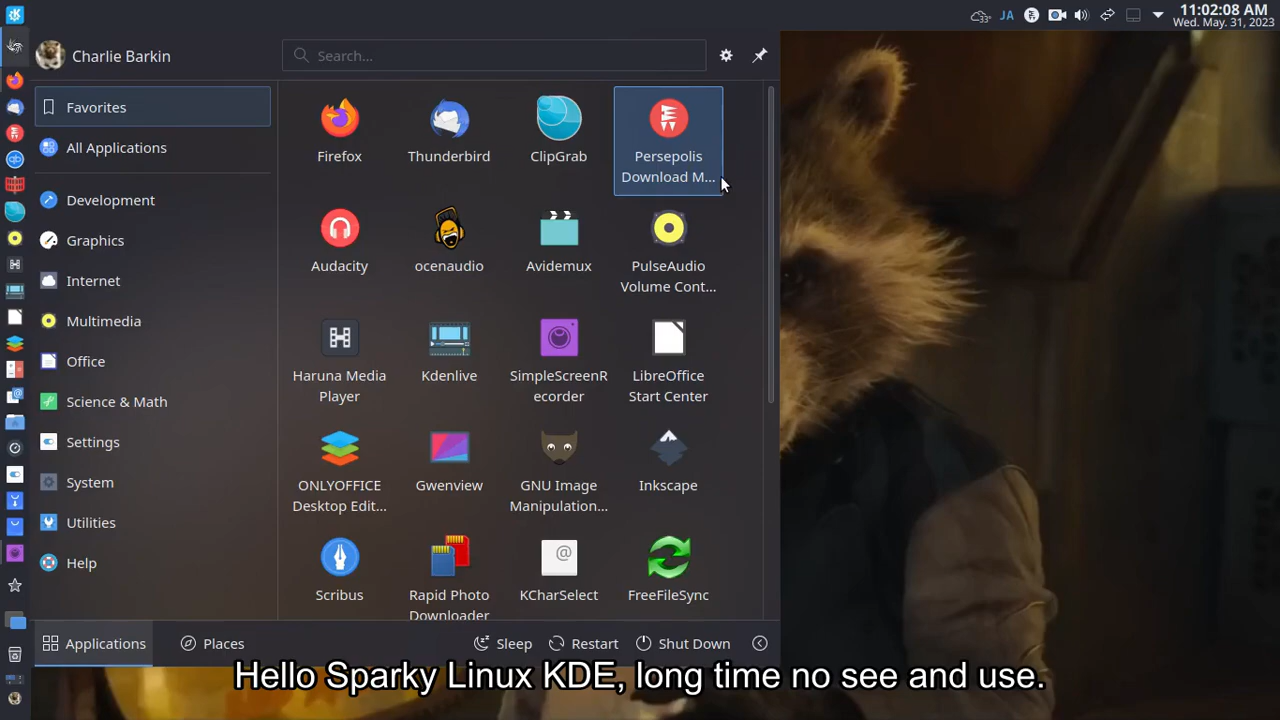 JA
33°
11:02:08 AM
Wed. May. 31, 2023
Charlie Barkin
Search...
Favorites
All Applications
Development
Graphics
Internet
Multimedia
Office
Science & Math
Settings
System
Utilities
Help
Firefox
Thunderbird
ClipGrab
Persepolis
Download M...
Audacity
ocenaudio
Avidemux
PulseAudio
Volume Cont...
Haruna Media
Player
Kdenlive
SimpleScreenR
ecorder
LibreOffice
Start Center
ONLYOFFICE
Desktop Edit...
Gwenview
GNU Image
Manipulation...
Inkscape
Scribus
Rapid Photo
Downloader
@
KCharSelect
FreeFileSync
Applications
Places
Sleep
Restart
Shut Down
Hello Sparky Linux KDE, long time no see and use.